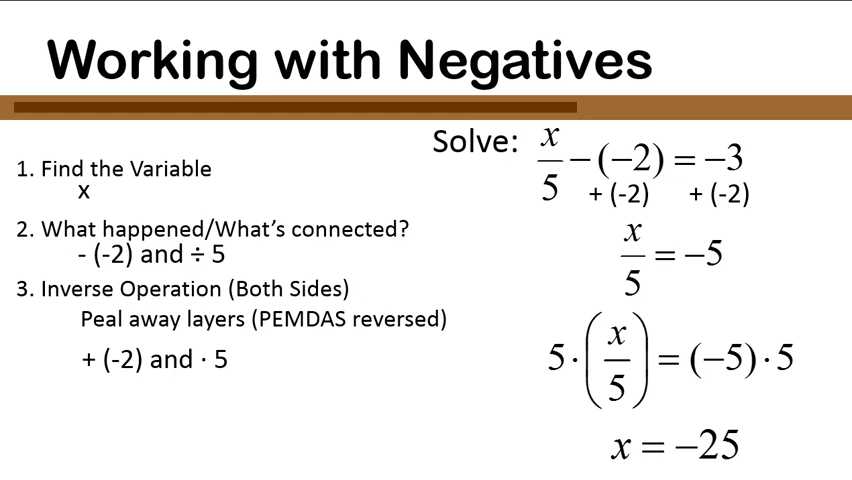 Working with Negatives
1. Find the Variable
x
2. What happened/What's connected?
- (-2) and ÷ 5
3. Inverse Operation (Both Sides)
Peal away layers (PEMDAS reversed)
+ (-2) and · 5
Solve: x/5 − (−2) = −3
+ (-2) + (-2)
x/5 = −5
5 · (x/5) = (−5) · 5
x = −25